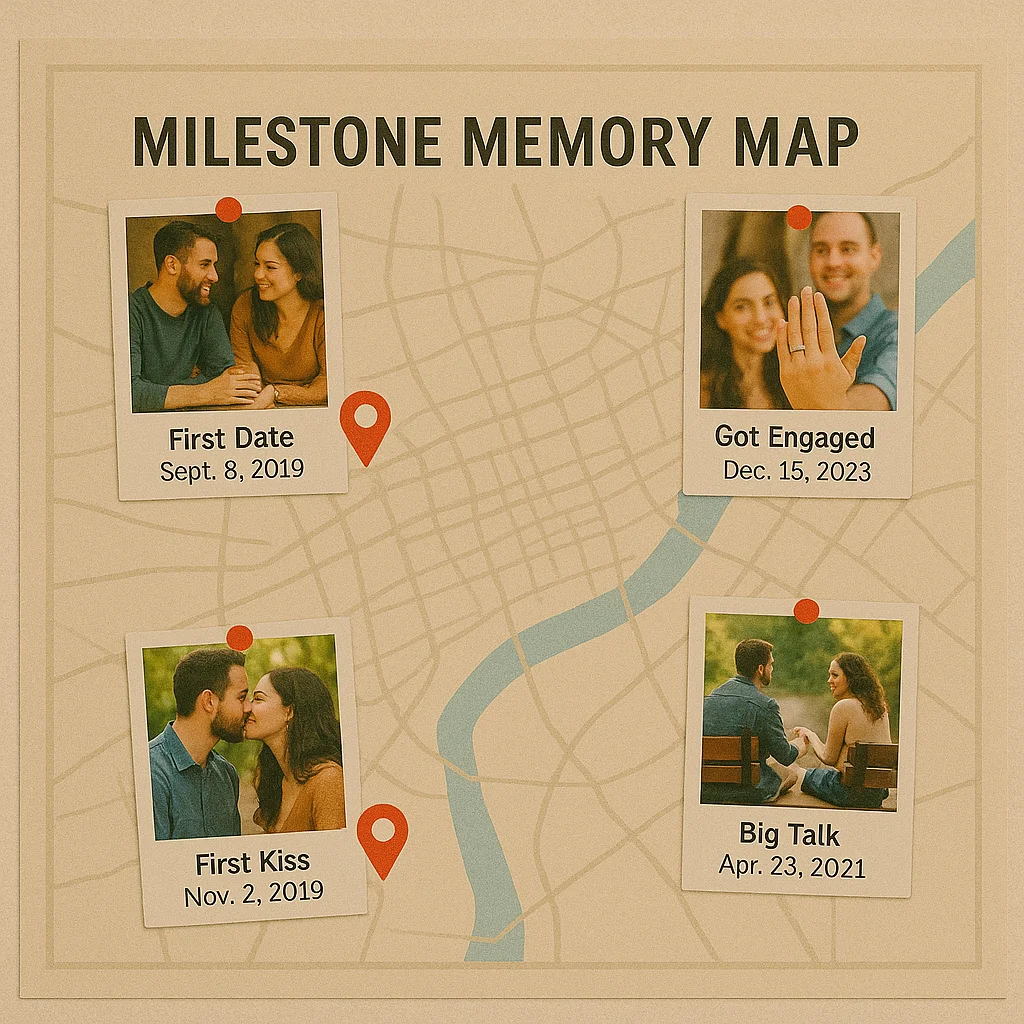 MILESTONE MEMORY MAP
First Date
Sept. 8, 2019
Got Engaged
Dec. 15, 2023
First Kiss
Nov. 2, 2019
Big Talk
Apr. 23, 2021